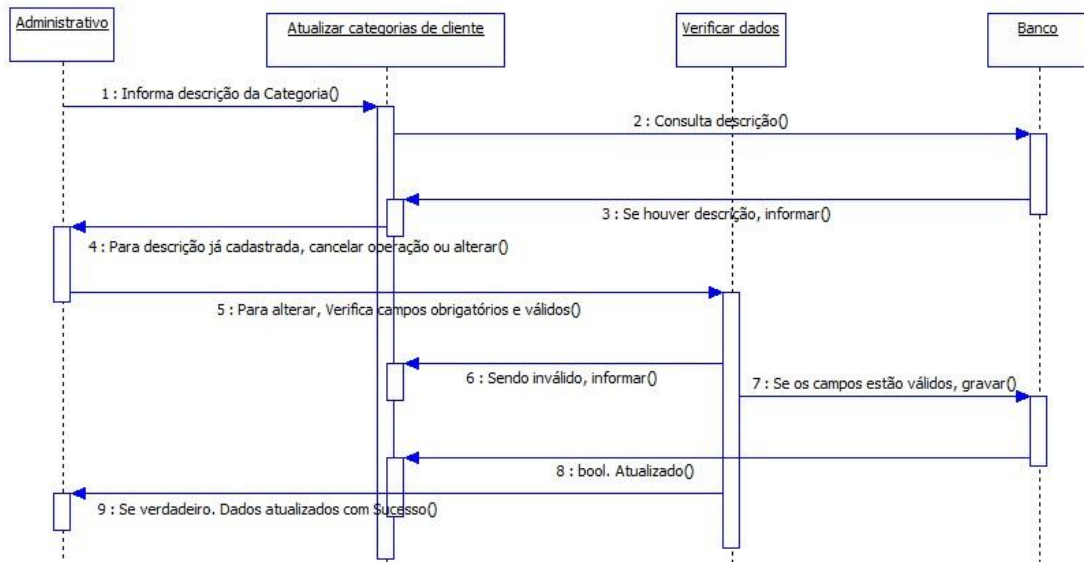 Administrativo
Atualizar categorias de cliente
Verificar dados
Banco
1 : Informa descrição da Categoria()
2 : Consulta descrição()
3 : Se houver descrição, informar()
4 : Para descrição já cadastrada, cancelar operação ou alterar()
5 : Para alterar, Verifica campos obrigatórios e válidos()
6 : Sendo inválido, informar()
7 : Se os campos estão válidos, gravar()
8 : bool. Atualizado()
9 : Se verdadeiro. Dados atualizados com Sucesso()